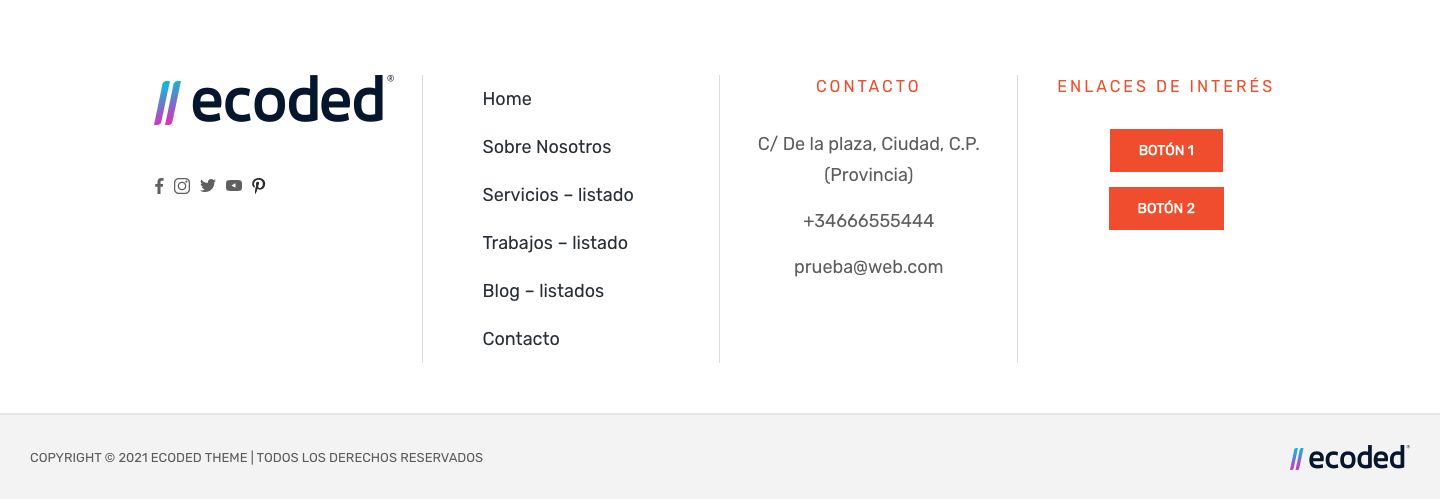 ecoded®
Home
Sobre Nosotros
Servicios – listado
Trabajos – listado
Blog – listados
Contacto
CONTACTO
C/ De la plaza, Ciudad, C.P.
(Provincia)
+34666555444
prueba@web.com
ENLACES DE INTERÉS
BOTÓN 1
BOTÓN 2
COPYRIGHT © 2021 ECODED THEME | TODOS LOS DERECHOS RESERVADOS
ecoded®